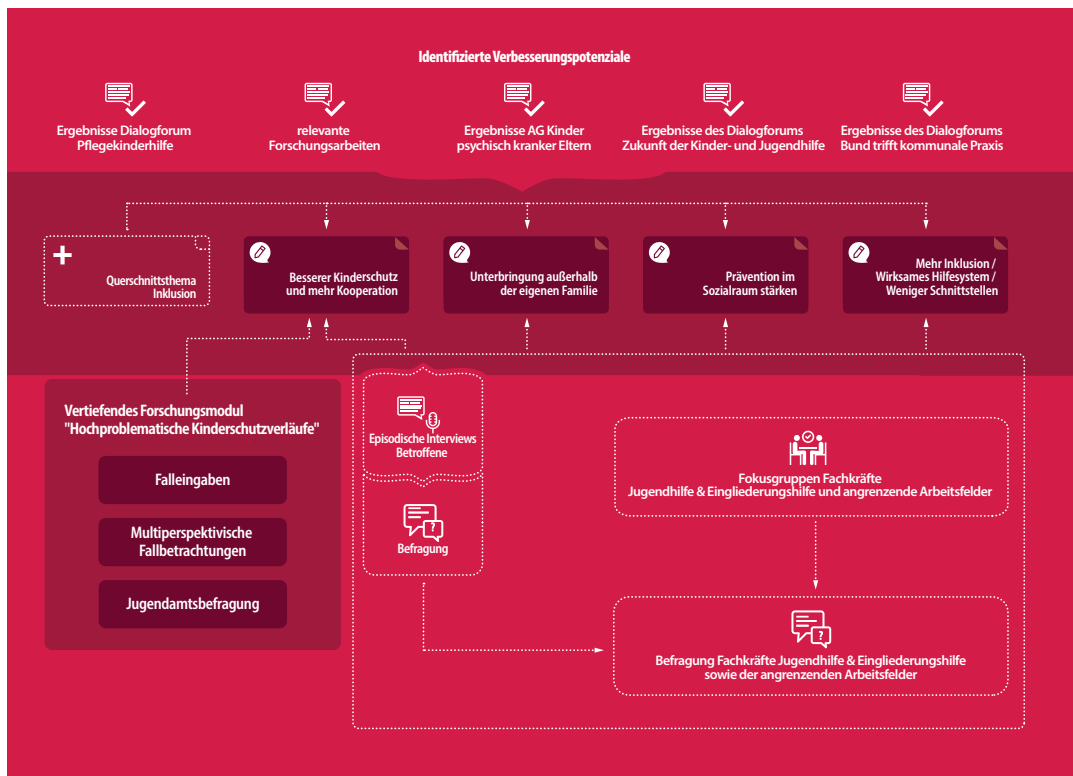 Identifizierte Verbesserungspotenziale
Ergebnisse Dialogforum
Pflegekinderhilfe
relevante
Forschungsarbeiten
Ergebnisse AG Kinder
psychisch kranker Eltern
Ergebnisse des Dialogforums
Zukunft der Kinder- und Jugendhilfe
Ergebnisse des Dialogforums
Bund trifft kommunale Praxis
Querschnittsthema
Inklusion
Besserer Kinderschutz
und mehr Kooperation
Unterbringung außerhalb
der eigenen Familie
Prävention im
Sozialraum stärken
Mehr Inklusion /
Wirksames Hilfesystem /
Weniger Schnittstellen
Vertiefendes Forschungsmodul
"Hochproblematische Kinderschutzverläufe"
Falleingaben
Multiperspektivische
Fallbetrachtungen
Jugendamtsbefragung
Episodische Interviews
Betroffene
?
Befragung
Fokusgruppen Fachkräfte
Jugendhilfe & Eingliederungshilfe und angrenzende Arbeitsfelder
?
Befragung Fachkräfte Jugendhilfe & Eingliederungshilfe
sowie der angrenzenden Arbeitsfelder